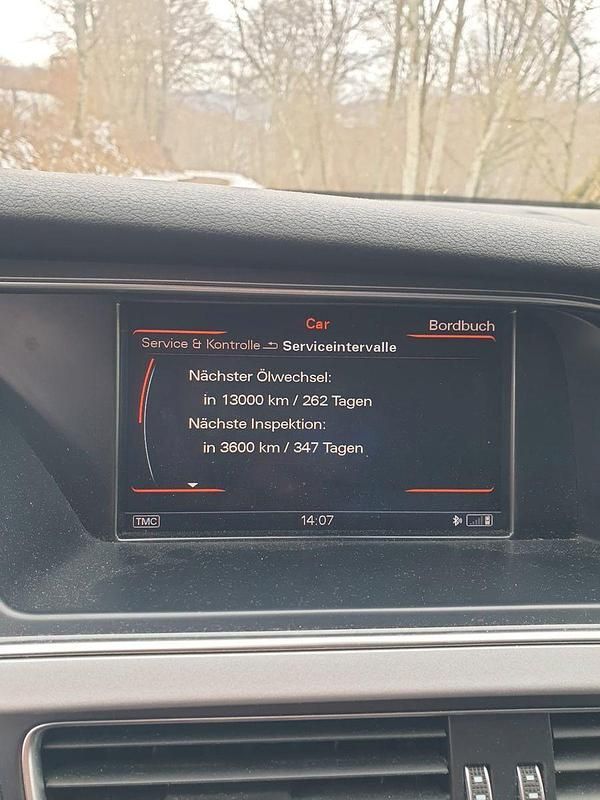 Car
Bordbuch
Service & Kontrolle Serviceintervalle
Nächster Ölwechsel:
in 13000 km / 262 Tagen
Nächste Inspektion:
in 3600 km / 347 Tagen
TMC
14:07